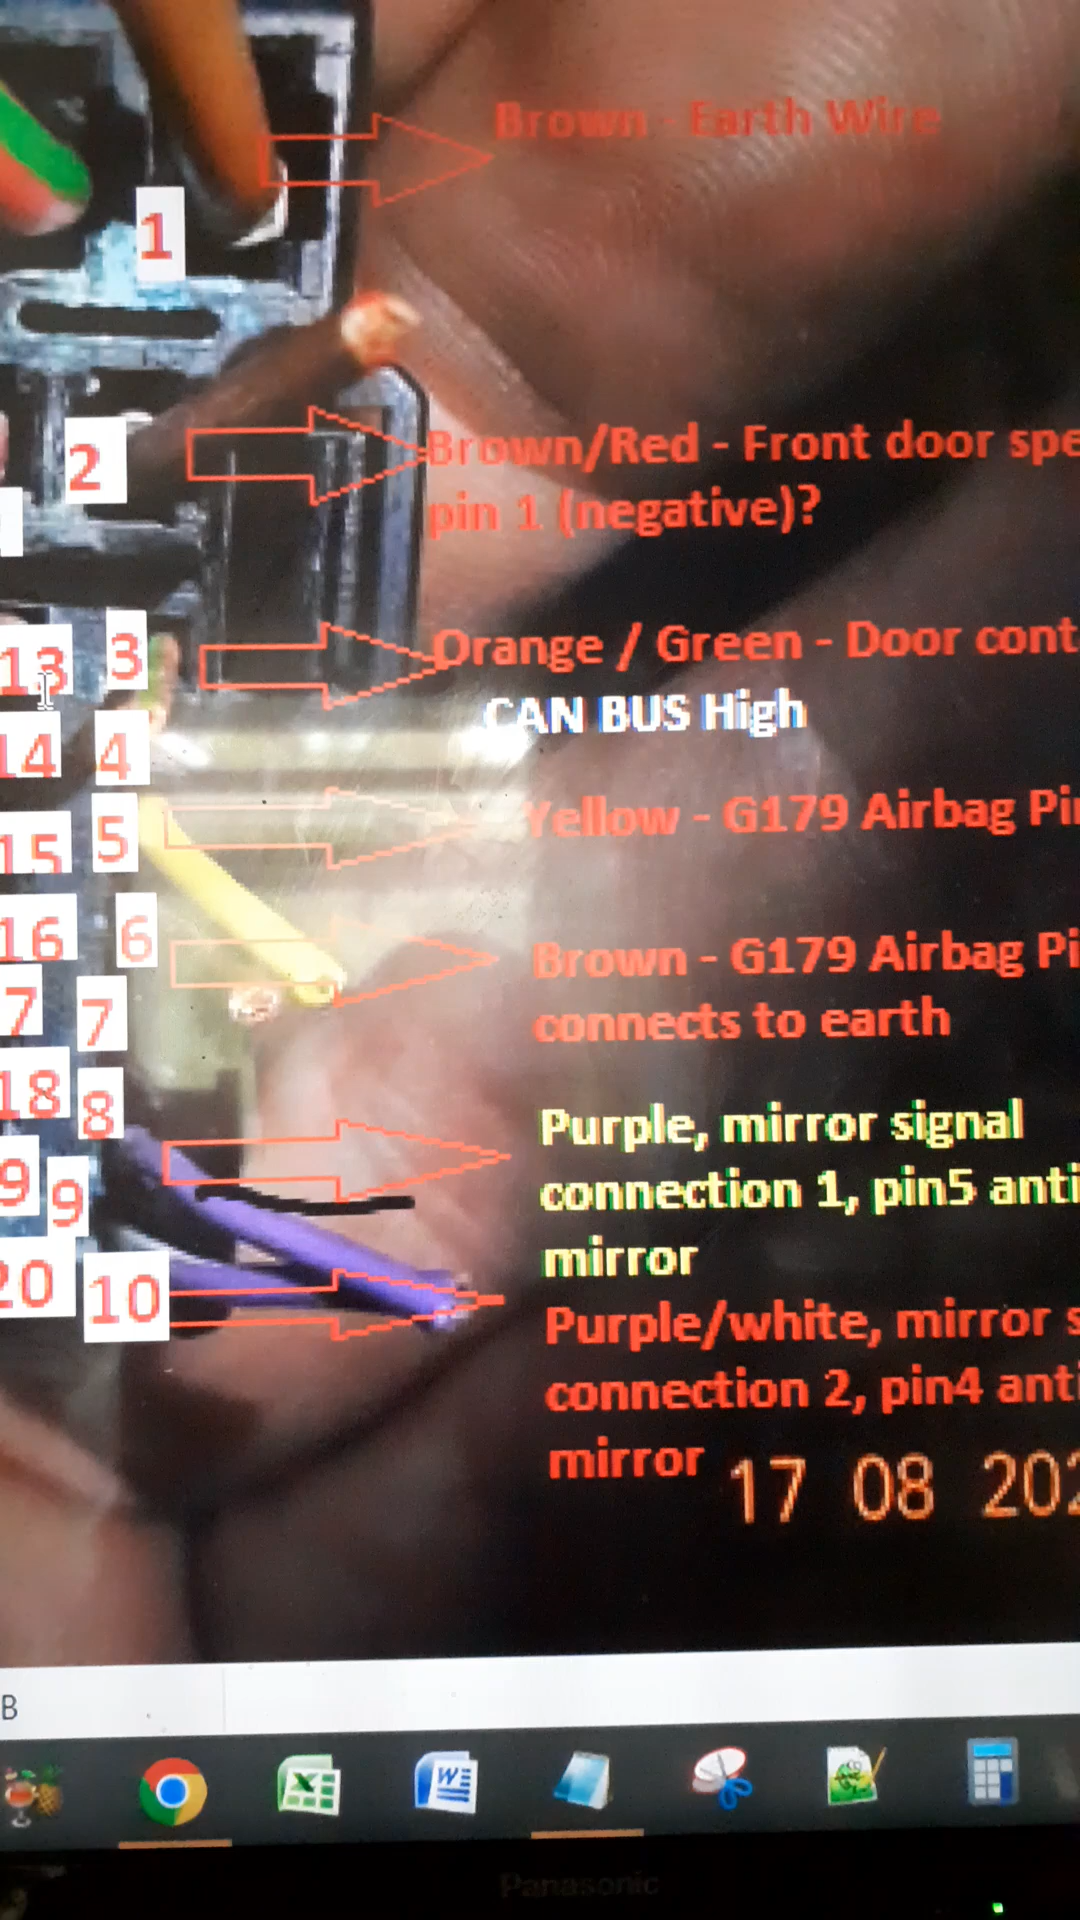 Brown - Earth Wire
1
2
Brown/Red - Front door spe
pin 1 (negative)?
13 3
Orange / Green - Door cont
CAN BUS High
14 4
15 5
Yellow - G179 Airbag Pi
16 6
Brown - G179 Airbag Pi
connects to earth
7 7
18 8
Purple, mirror signal
connection 1, pin5 anti
mirror
9 9
20 10
Purple/white, mirror s
connection 2, pin4 anti
mirror
17 08 202
B
Panasonic